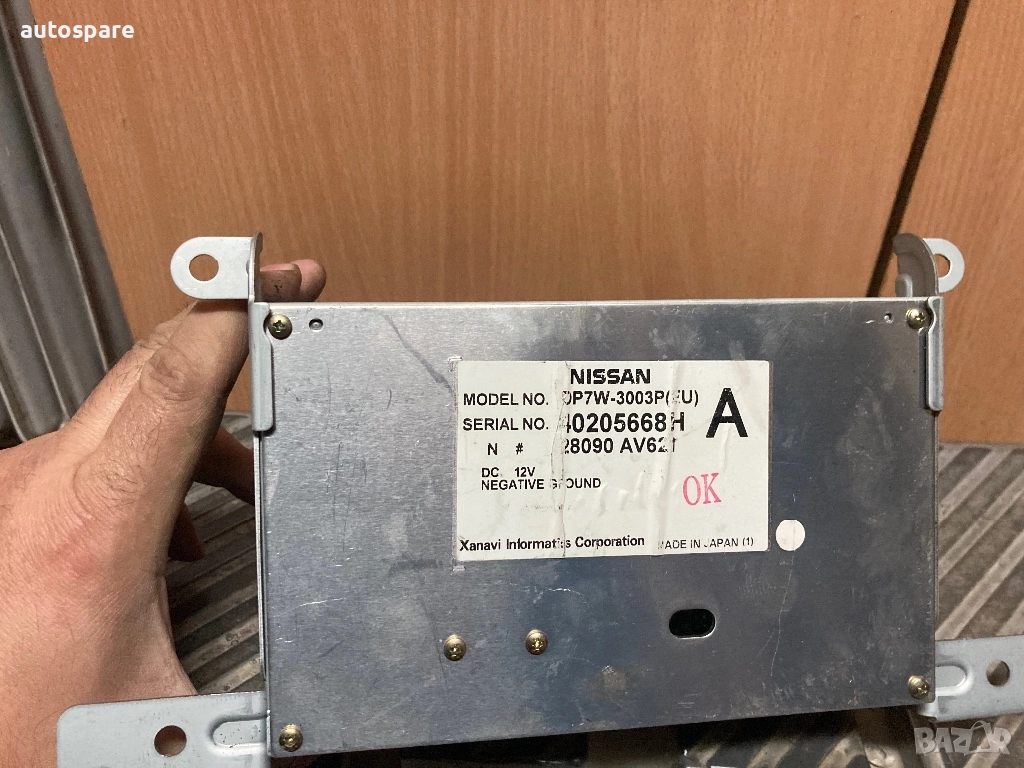 autospare
NISSAN
MODEL NO. DP7W-3003P(EU)
SERIAL NO. 40205668H
A
N # 28090 AV621
DC 12V
NEGATIVE GROUND
OK
Xanavi Informatics Corporation MADE IN JAPAN (1)
BAZAR